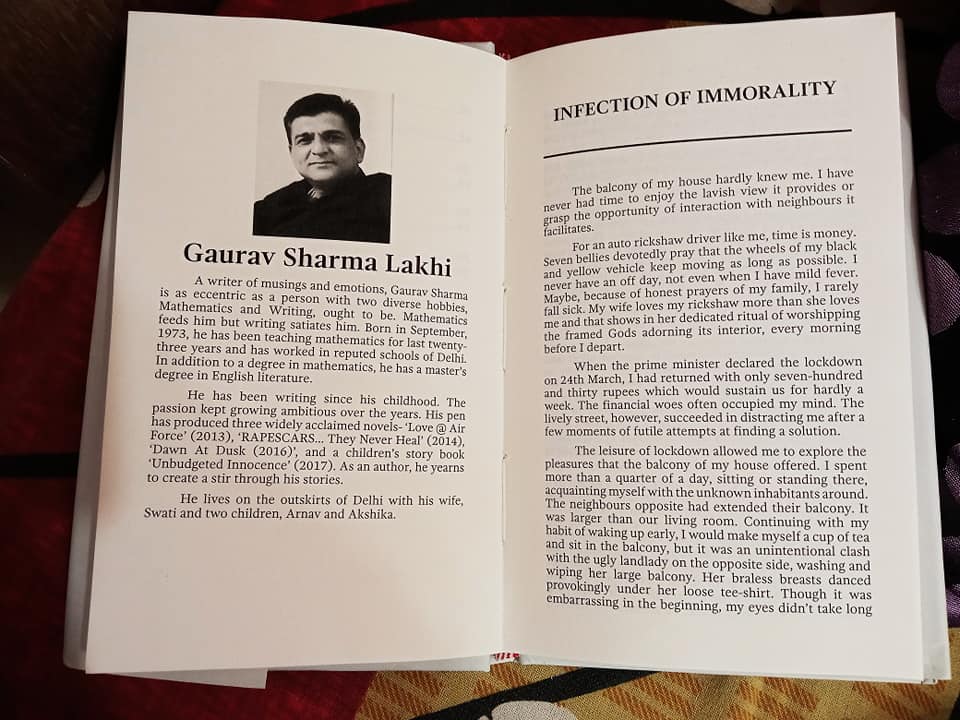 Gaurav Sharma Lakhi
A writer of musings and emotions, Gaurav Sharma
is as eccentric as a person with two diverse hobbies,
Mathematics and Writing, ought to be. Mathematics
feeds him but writing satiates him. Born in September,
1973, he has been teaching mathematics for last twenty-
three years and has worked in reputed schools of Delhi.
In addition to a degree in mathematics, he has a master's
degree in English literature.
He has been writing since his childhood. The
passion kept growing ambitious over the years. His pen
has produced three widely acclaimed novels- 'Love @ Air
Force' (2013), 'RAPESCARS... They Never Heal' (2014),
'Dawn At Dusk (2016)', and a children's story book
'Unbudgeted Innocence' (2017). As an author, he yearns
to create a stir through his stories.
He lives on the outskirts of Delhi with his wife,
Swati and two children, Arnav and Akshika.
INFECTION OF IMMORALITY
The balcony of my house hardly knew me. I have
never had time to enjoy the lavish view it provides or
grasp the opportunity of interaction with neighbours it
facilitates.
For an auto rickshaw driver like me, time is money.
Seven bellies devotedly pray that the wheels of my black
and yellow vehicle keep moving as long as possible. I
never have an off day, not even when I have mild fever.
Maybe, because of honest prayers of my family, I rarely
fall sick. My wife loves my rickshaw more than she loves
me and that shows in her dedicated ritual of worshipping
the framed Gods adorning its interior, every morning
before I depart.
When the prime minister declared the lockdown
on 24th March, I had returned with only seven-hundred
and thirty rupees which would sustain us for hardly a
week. The financial woes often occupied my mind. The
lively street, however, succeeded in distracting me after a
few moments of futile attempts at finding a solution.
The leisure of lockdown allowed me to explore the
pleasures that the balcony of my house offered. I spent
more than a quarter of a day, sitting or standing there,
acquainting myself with the unknown inhabitants around.
The neighbours opposite had extended their balcony. It
was larger than our living room. Continuing with my
habit of waking up early, I would make myself a cup of tea
and sit in the balcony, but it was an unintentional clash
with the ugly landlady on the opposite side, washing and
wiping her large balcony. Her braless breasts danced
provokingly under her loose tee-shirt. Though it was
embarrassing in the beginning, my eyes didn't take long